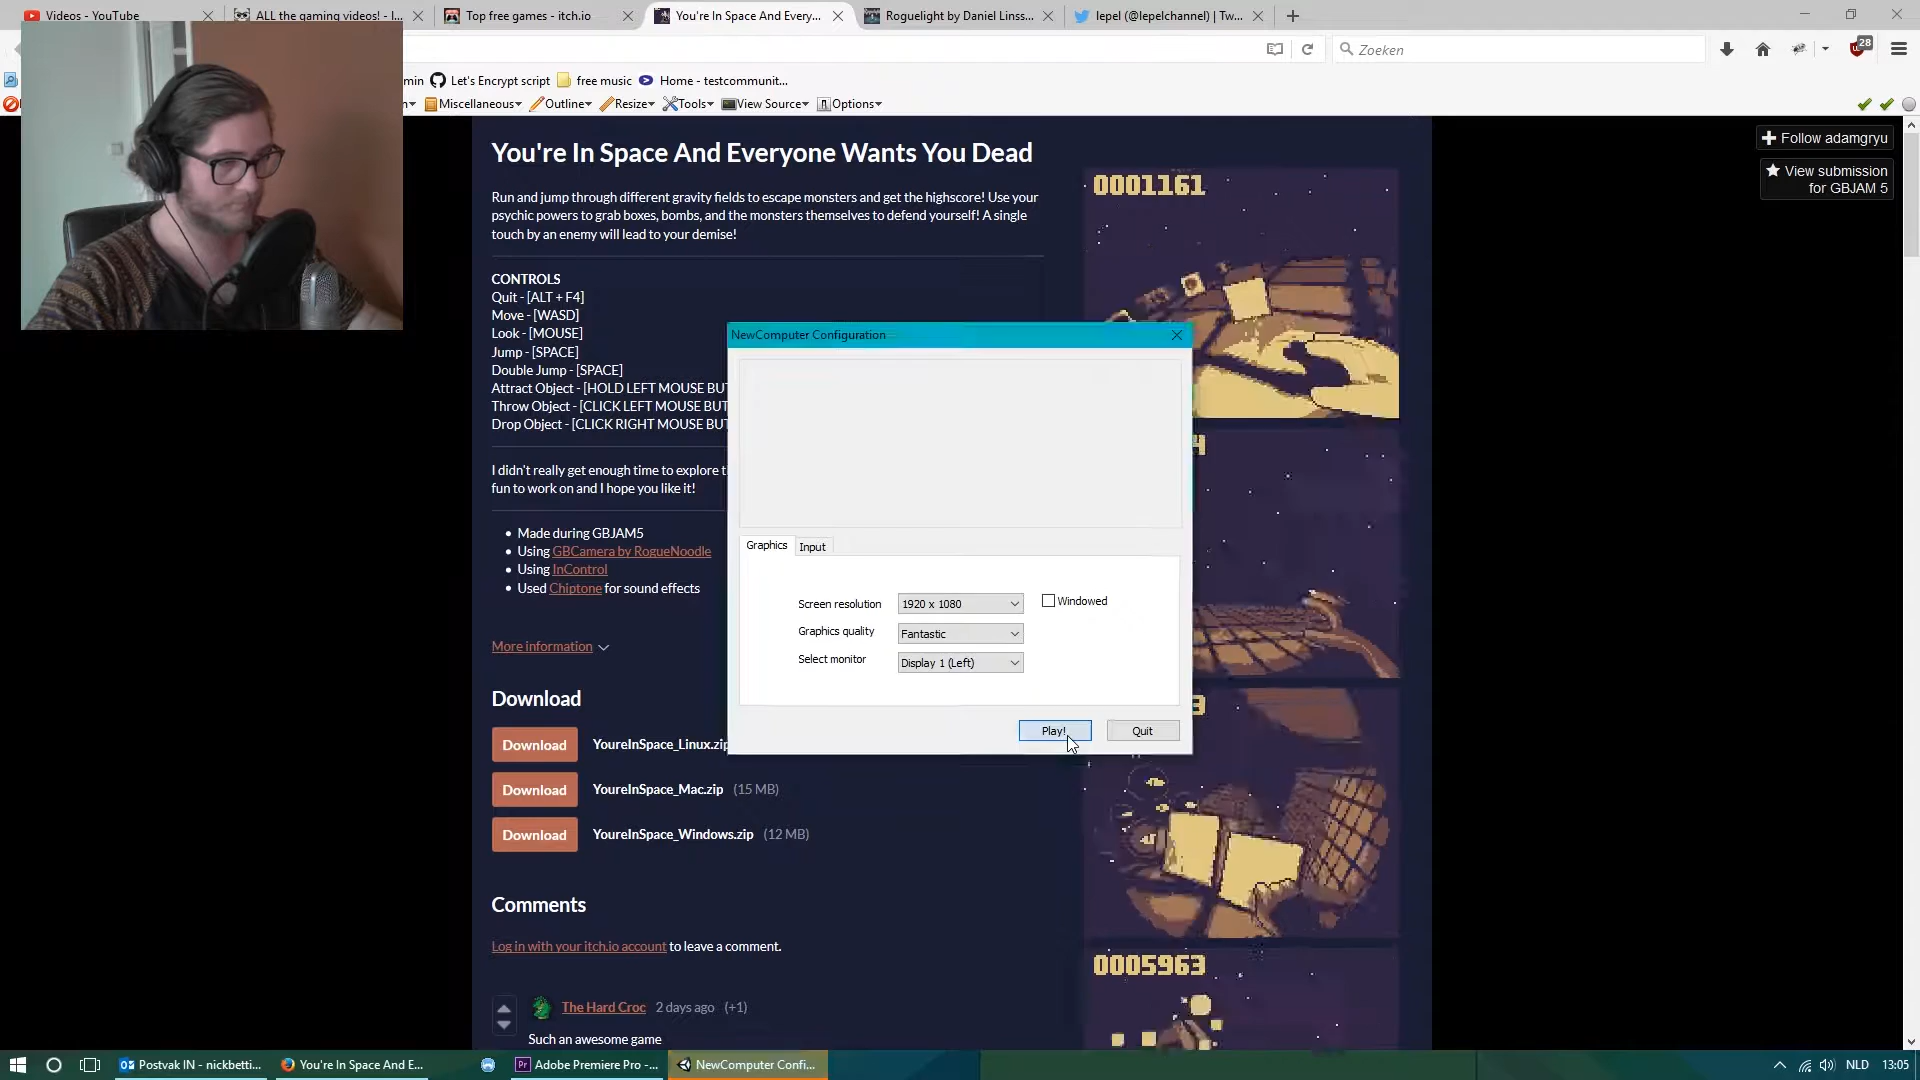 Videos - YouTube
ALL the gaming videos! - I...
Top free games - itch.io
You're In Space And Every...
Roguelight by Daniel Linss...
lepel (@lepelchannel) | Tw...
Zoeken
28
min
Let's Encrypt script
free music
Home - testcommunit...
Miscellaneous
Outline
Resize
Tools
View Source
Options
You're In Space And Everyone Wants You Dead
Follow adamgryu
View submission
for GBJAM 5
Run and jump through different gravity fields to escape monsters and get the highscore! Use your
psychic powers to grab boxes, bombs, and the monsters themselves to defend yourself! A single
touch by an enemy will lead to your demise!
0001161
CONTROLS
Quit - [ALT + F4]
Move - [WASD]
Look - [MOUSE]
Jump - [SPACE]
Double Jump - [SPACE]
Attract Object - [HOLD LEFT MOUSE BUT
Throw Object - [CLICK LEFT MOUSE BUT
Drop Object - [CLICK RIGHT MOUSE BUT
I didn't really get enough time to explore
fun to work on and I hope you like it!
Made during GBJAM5
Using GBCamera by RogueNoodle
Using InControl
Used Chiptone for sound effects
More information
NewComputer Configuration
Graphics
Input
Screen resolution
1920 x 1080
Windowed
Graphics quality
Fantastic
Select monitor
Display 1 (Left)
Play!
Quit
4
3
Download
Download
YoureInSpace_Linux.zip
Download
YoureInSpace_Mac.zip
(15 MB)
Download
YoureInSpace_Windows.zip
(12 MB)
Comments
Log in with your itch.io account to leave a comment.
0005963
The Hard Croc
2 days ago
(+1)
Such an awesome game
Postvak IN - nickbetti...
You're In Space And E...
Adobe Premiere Pro -...
NewComputer Confi...
NLD
13:05